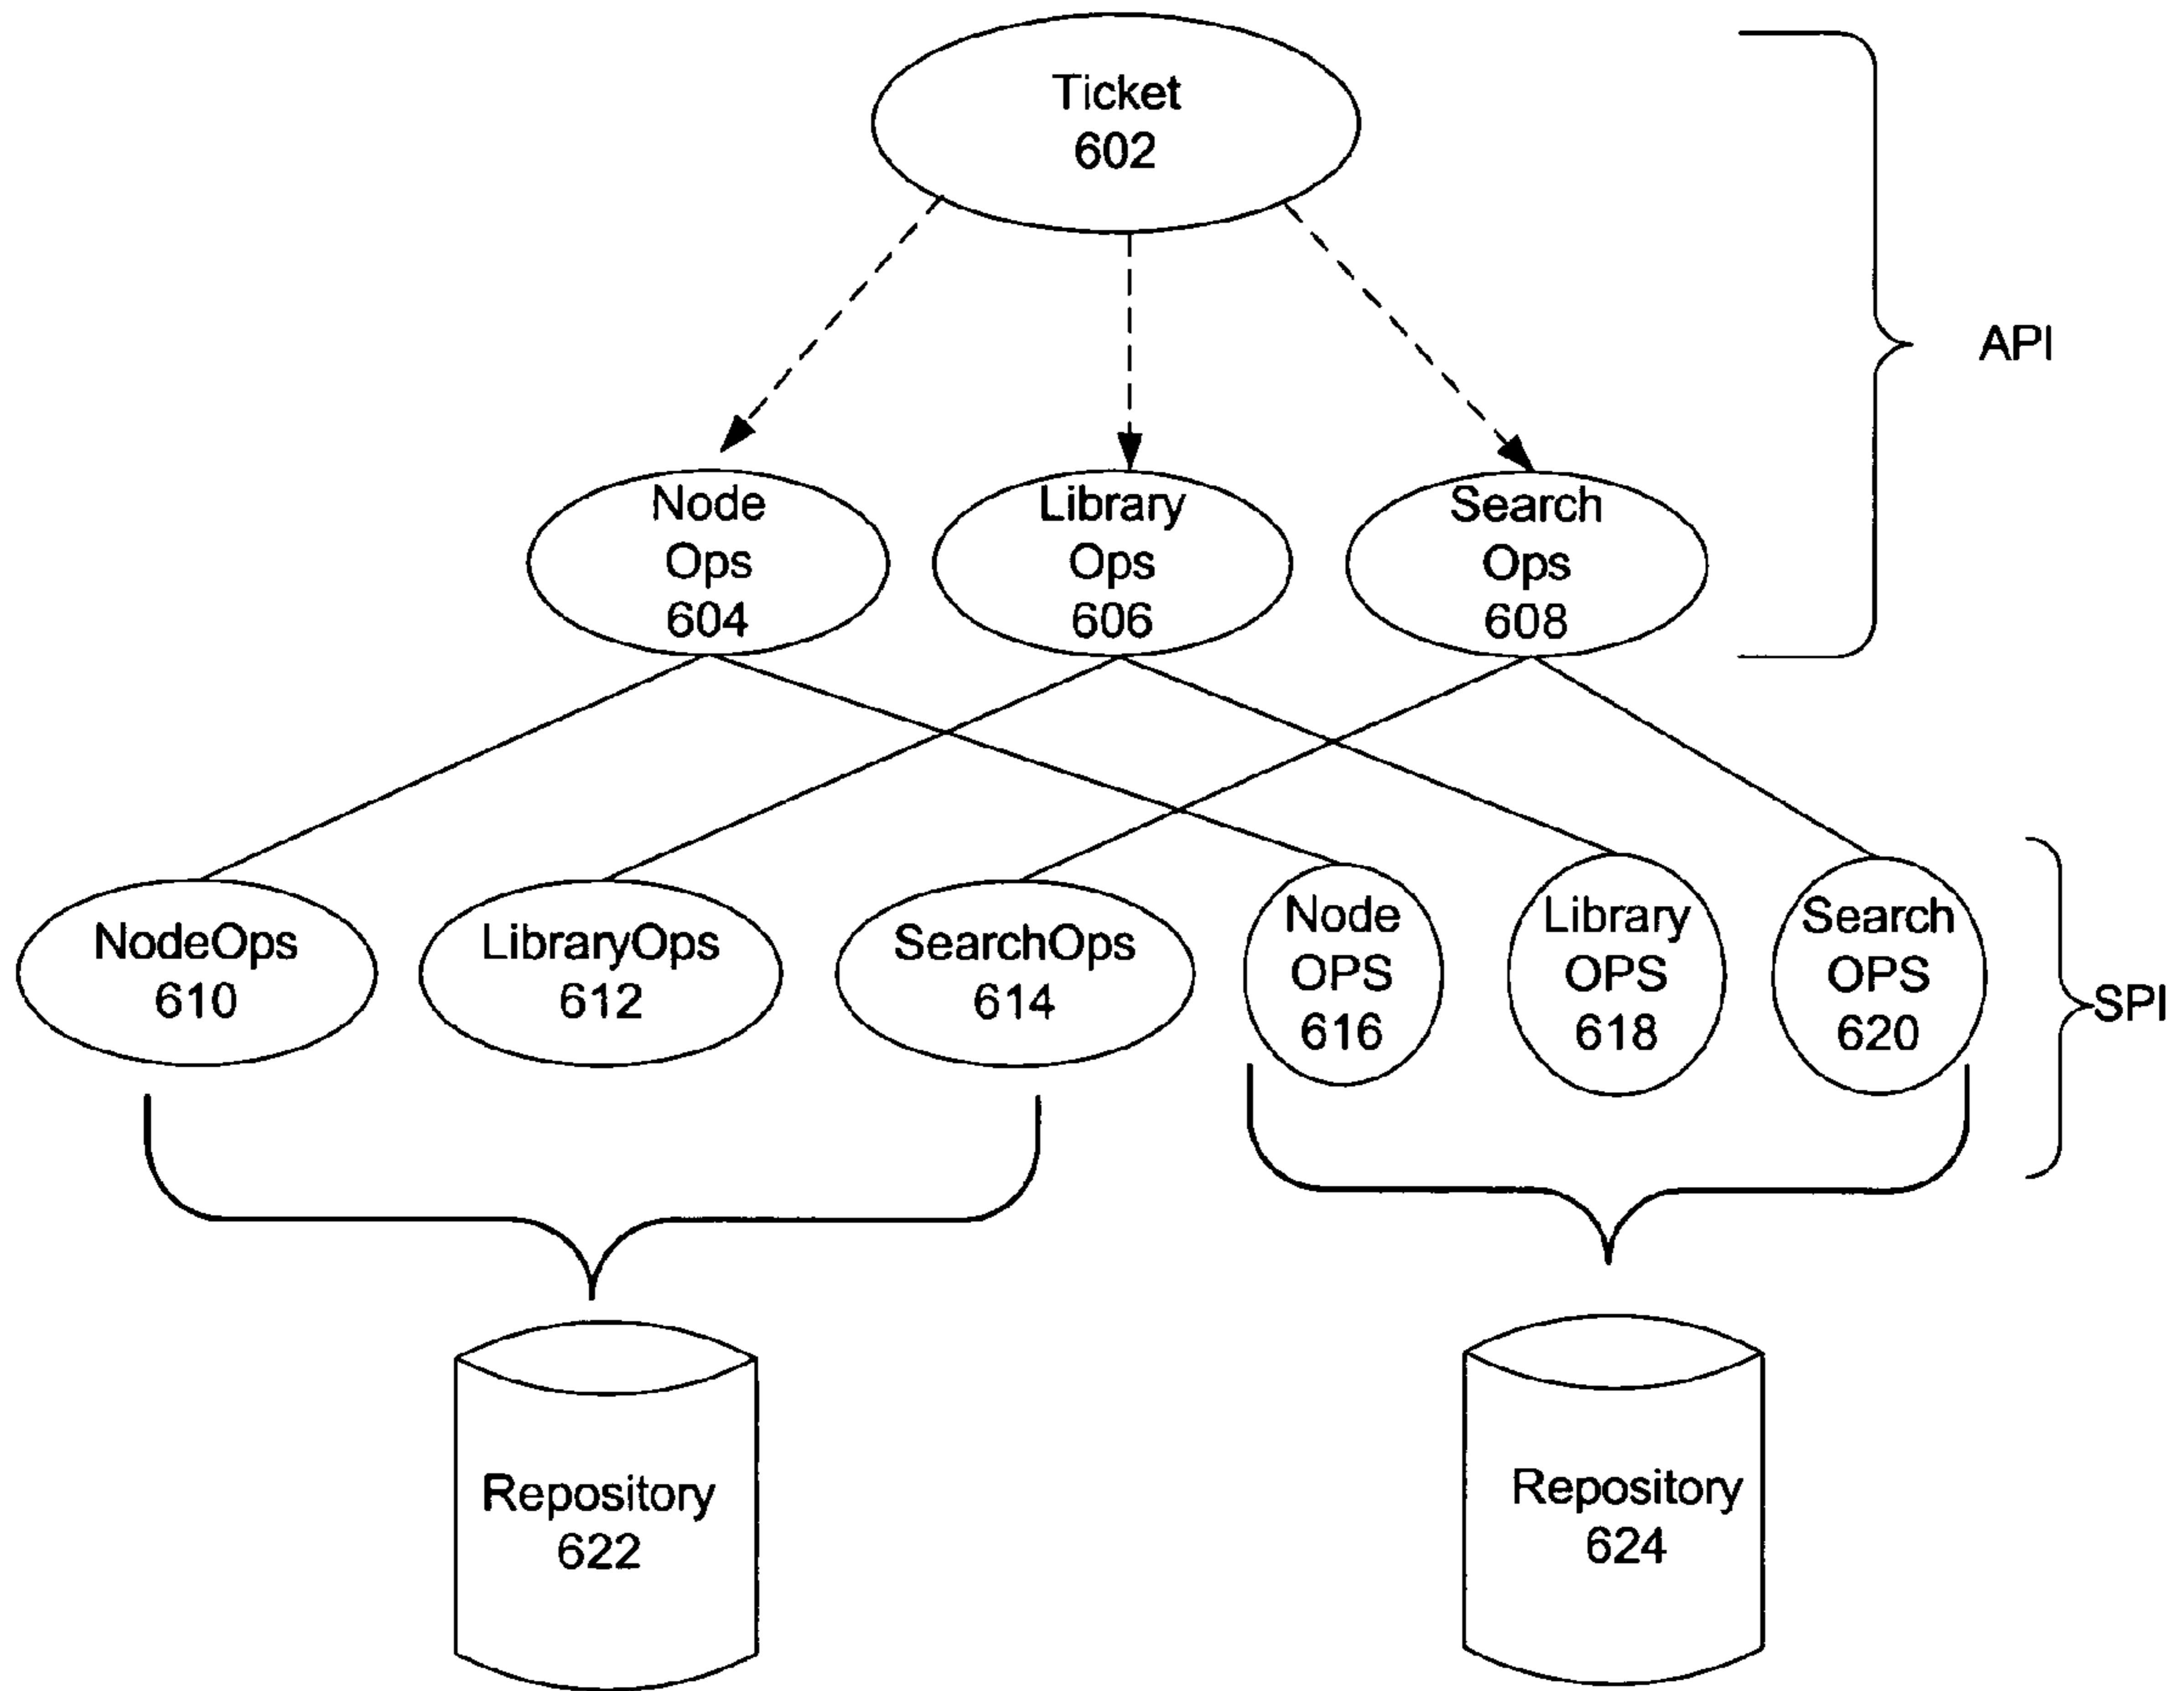 Ticket
602
API
Node
Ops
604
Library
Ops
606
Search
Ops
608
NodeOps
610
LibraryOps
612
SearchOps
614
Node
OPS
616
Library
OPS
618
Search
OPS
620
SPI
Repository
622
Repository
624